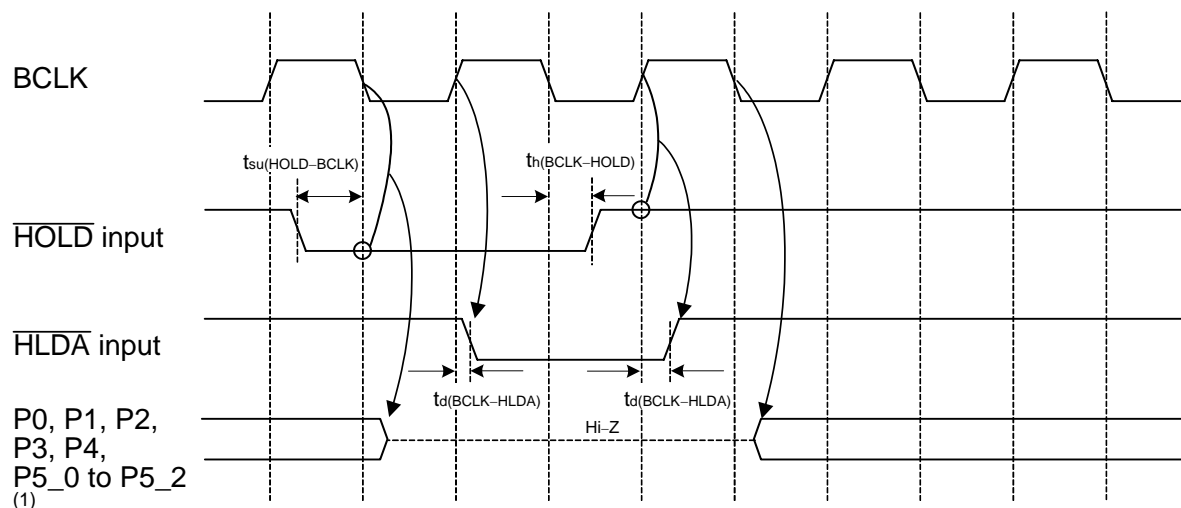 BCLK
tsu(HOLD–BCLK)
th(BCLK–HOLD)
HOLD input
HLDA input
td(BCLK–HLDA)
td(BCLK–HLDA)
P0, P1, P2,
P3, P4,
P5_0 to P5_2
(1)
Hi–Z